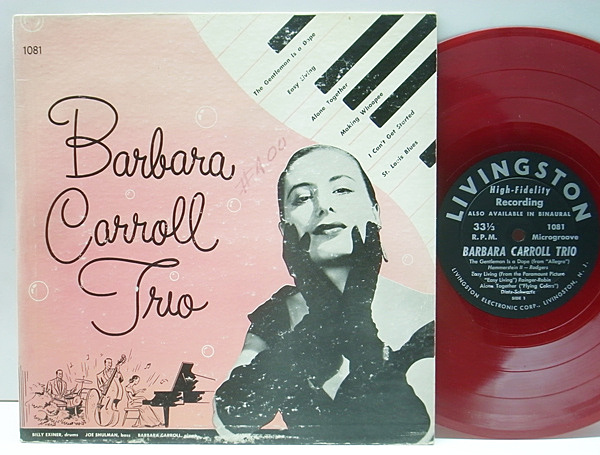 1081
The Gentleman Is a Dope
Easy Living
Alone Together
Making Whoopee
I Can't Get Started
St. Louis Blues
Barbara
Carroll
Trio
BILLY EXINER, drums JOE SHULMAN, bass BARBARA CARROLL, piano
LIVINGSTON
High-Fidelity
Recording
ALSO AVAILABLE IN BINAURAL
33⅓ 1081
R.P.M. Microgroove
BARBARA CARROLL TRIO
The Gentleman Is a Dope (from "Allegro")
Hammerstein II - Rodgers
Easy Living (From the Paramount Picture
"Easy Living") Rainger-Robin
Alone Together ("Flying Colors")
Dietz-Schwartz
SIDE 1
LIVINGSTON ELECTRONIC CORP., LIVINGSTON, N. J.